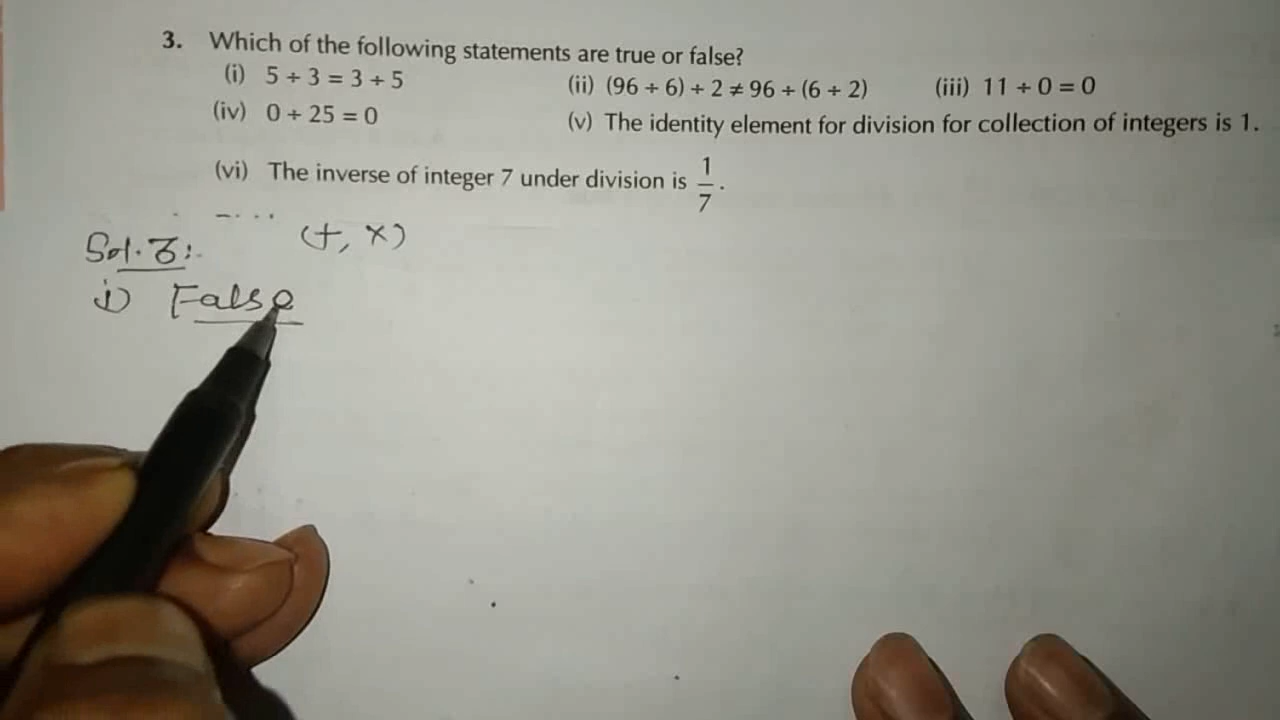 3. Which of the following statements are true or false?
(i) 5 ÷ 3 = 3 ÷ 5 (ii) (96 ÷ 6) ÷ 2 ≠ 96 ÷ (6 ÷ 2) (iii) 11 ÷ 0 = 0
(iv) 0 ÷ 25 = 0 (v) The identity element for division for collection of integers is 1.
(vi) The inverse of integer 7 under division is 1/7.
Sol. 3:- (+, ×)
i) False